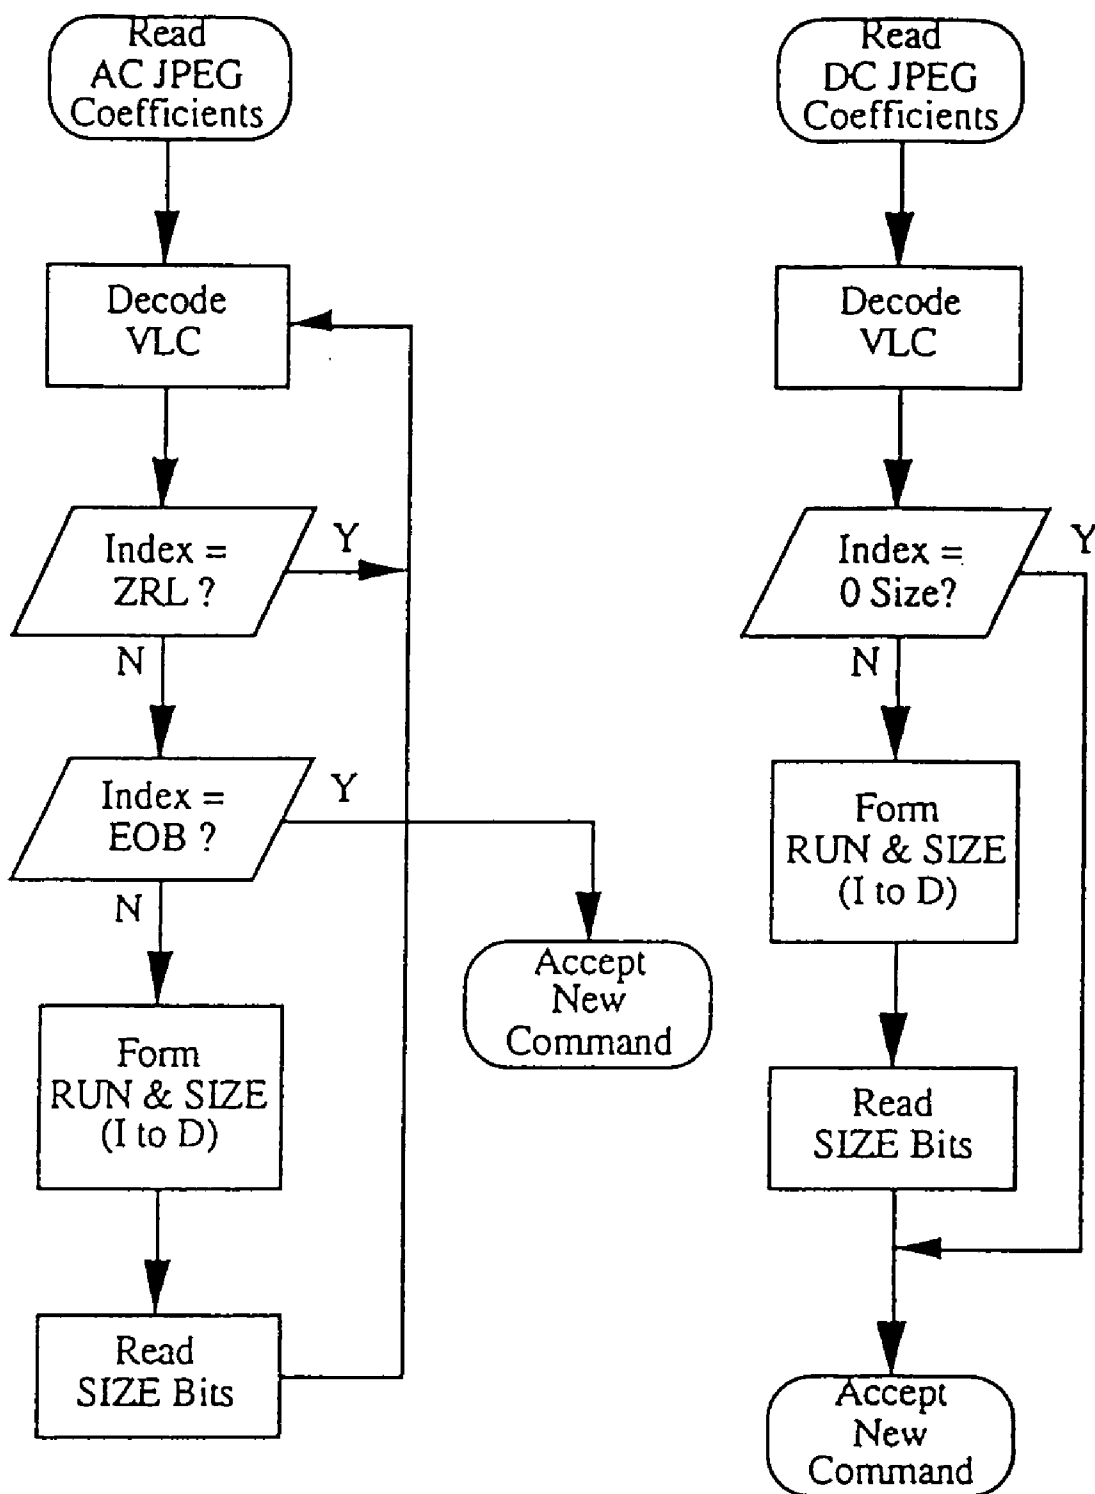 Read
AC JPEG
Coefficients
Decode
VLC
Index =
ZRL ?
Y
N
Index =
EOB ?
Y
N
Accept
New
Command
Form
RUN & SIZE
(I to D)
Read
SIZE Bits
Read
DC JPEG
Coefficients
Decode
VLC
Index =
0 Size?
Y
N
Form
RUN & SIZE
(I to D)
Read
SIZE Bits
Accept
New
Command